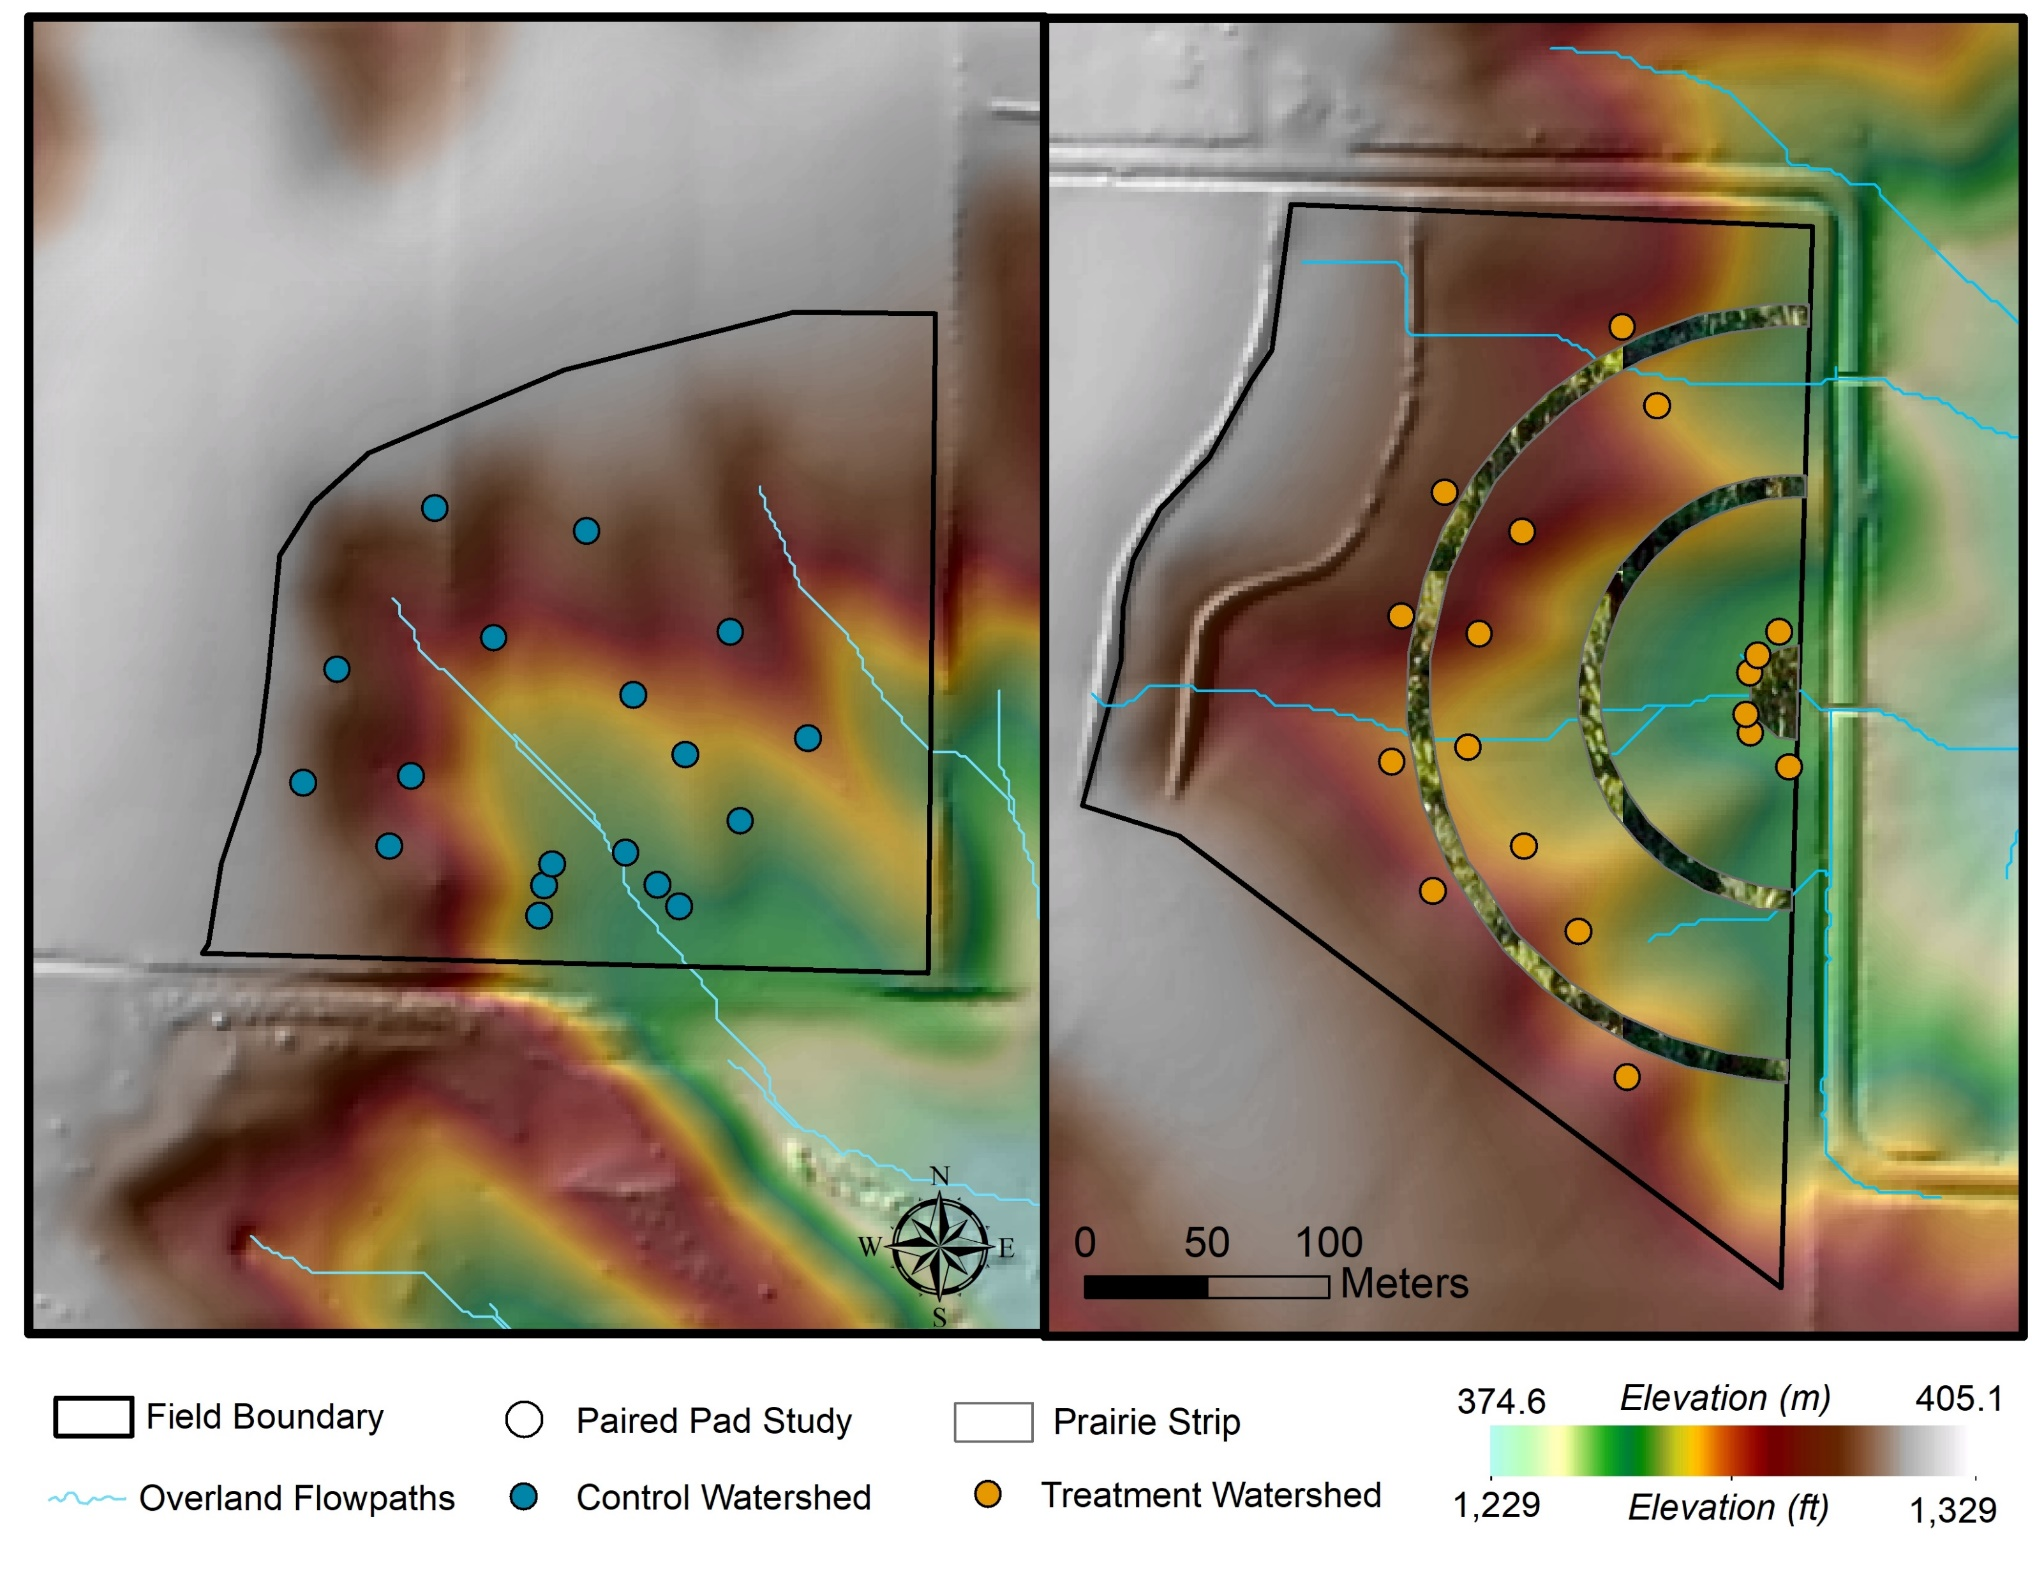 N
W E
S
0 50 100
Meters
Field Boundary
Paired Pad Study
Prairie Strip
374.6 Elevation (m) 405.1
Overland Flowpaths
Control Watershed
Treatment Watershed
1,229 Elevation (ft) 1,329